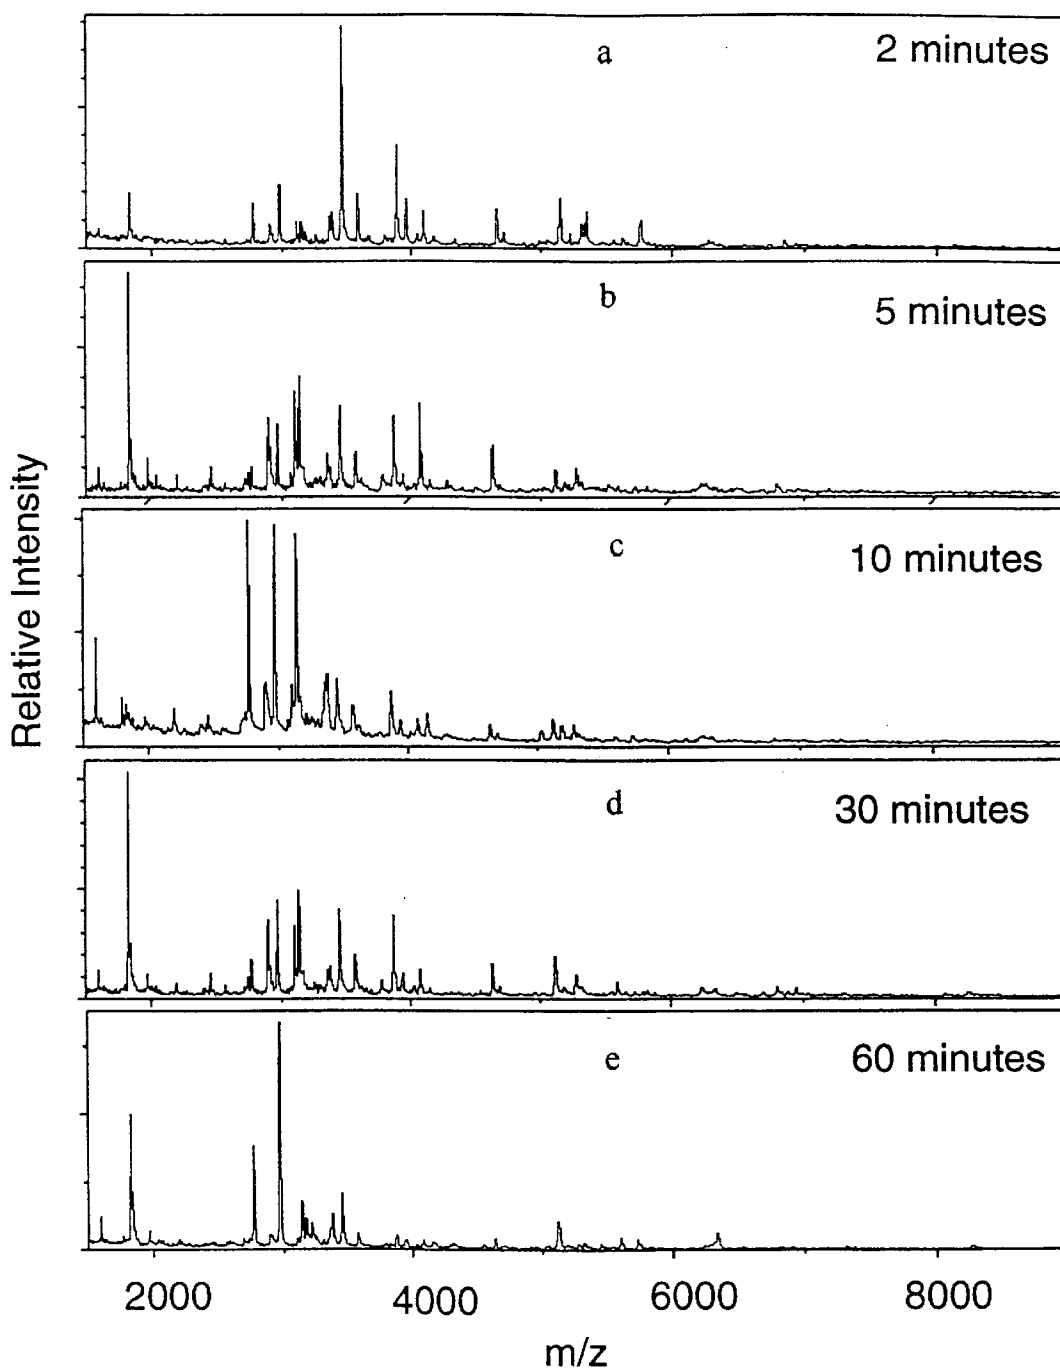 a
2 minutes
b
5 minutes
c
10 minutes
d
30 minutes
e
60 minutes
Relative Intensity
2000 4000 6000 8000
m/z